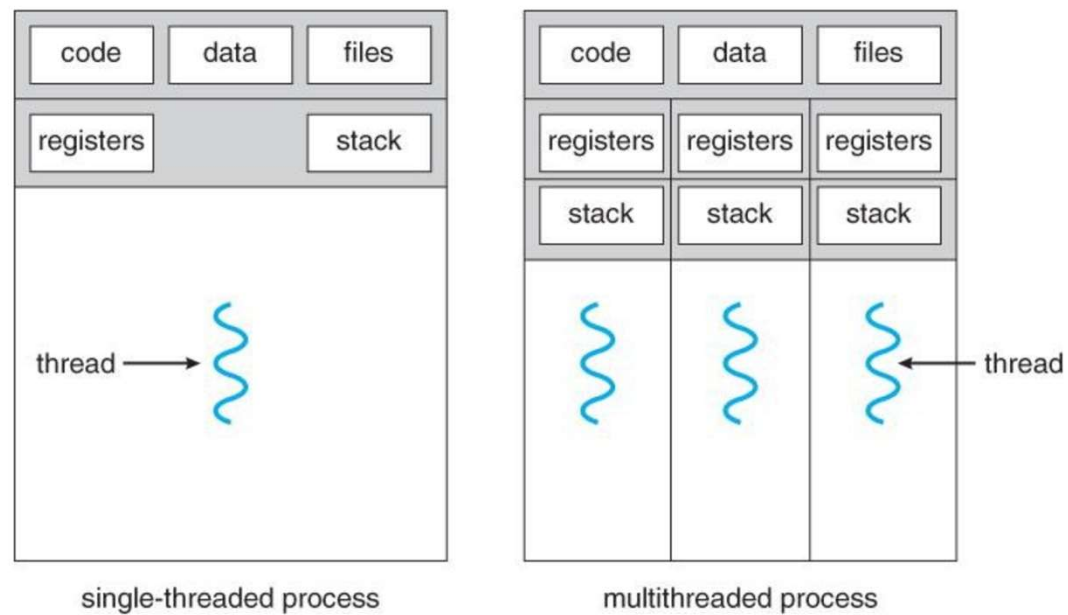 code data files
registers stack
thread
single-threaded process
code data files
registers registers registers
stack stack stack
thread
multithreaded process